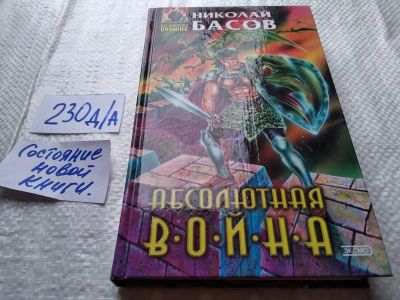 НИКОЛАЙ
БАСОВ
АБСОЛЮТНАЯ
В·О·Й·Н·А
ЭКСМО
230д/А
Состояние
новой
книги.